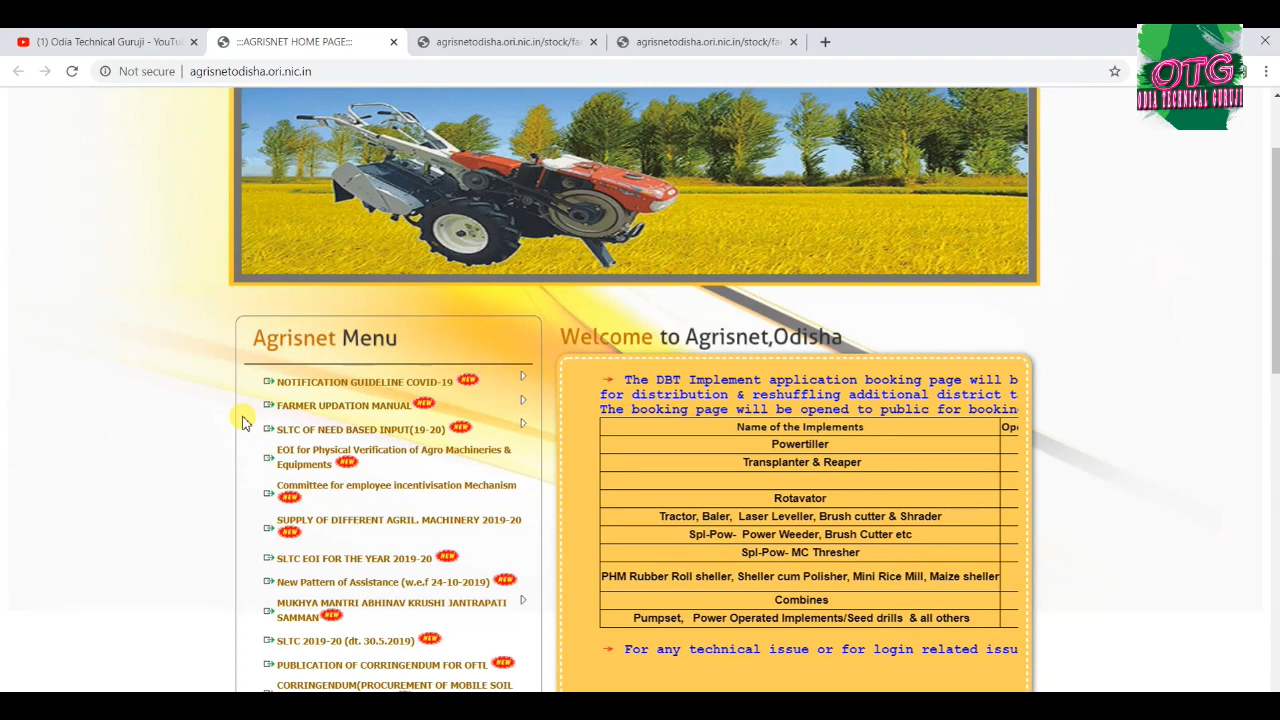 (1) Odia Technical Guruji - YouTu
:::AGRISNET HOME PAGE:::
agrisnetodisha.ori.nic.in/stock/fa
agrisnetodisha.ori.nic.in/stock/fa
OTG
ODIA TECHNICAL GURUJI
Not secure
agrisnetodisha.ori.nic.in
Agrisnet Menu
NOTIFICATION GUIDELINE COVID-19 NEW
FARMER UPDATION MANUAL NEW
SLTC OF NEED BASED INPUT(19-20) NEW
EOI for Physical Verification of Agro Machineries &
Equipments NEW
Committee for employee incentivisation Mechanism
NEW
SUPPLY OF DIFFERENT AGRIL. MACHINERY 2019-20
NEW
SLTC EOI FOR THE YEAR 2019-20 NEW
New Pattern of Assistance (w.e.f 24-10-2019) NEW
MUKHYA MANTRI ABHINAV KRUSHI JANTRAPATI
SAMMAN NEW
SLTC 2019-20 (dt. 30.5.2019) NEW
PUBLICATION OF CORRINGENDUM FOR OFTL NEW
CORRINGENDUM(PROCUREMENT OF MOBILE SOIL
Welcome to Agrisnet,Odisha
The DBT Implement application booking page will b
for distribution & reshuffling additional district t
The booking page will be opened to public for bookin
Name of the Implements Op
Powertiller
Transplanter & Reaper
Rotavator
Tractor, Baler, Laser Leveller, Brush cutter & Shrader
Spl-Pow- Power Weeder, Brush Cutter etc
Spl-Pow- MC Thresher
PHM Rubber Roll sheller, Sheller cum Polisher, Mini Rice Mill, Maize sheller
Combines
Pumpset, Power Operated Implements/Seed drills & all others
For any technical issue or for login related issu